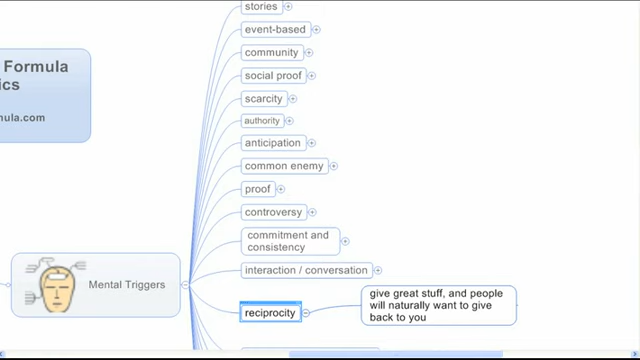 stories
event-based
Formula
community
ics
social proof
scarcity
mula.com
authority
anticipation
common enemy
proof
controversy
commitment and
consistency
interaction / conversation
Mental Triggers
reciprocity
give great stuff, and people
will naturally want to give
back to you